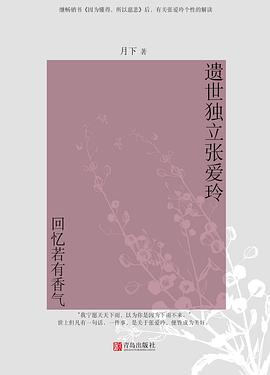 继畅销书《因为懂得，所以慈悲》后，有关张爱玲个性的解读
月下 著
遗世独立张爱玲
回忆若有香气
“我宁愿天天下雨，以为你是因为下雨不来。”
世上但凡有一句话，一件事，是关于张爱玲，便皆成为美好。
青岛出版社